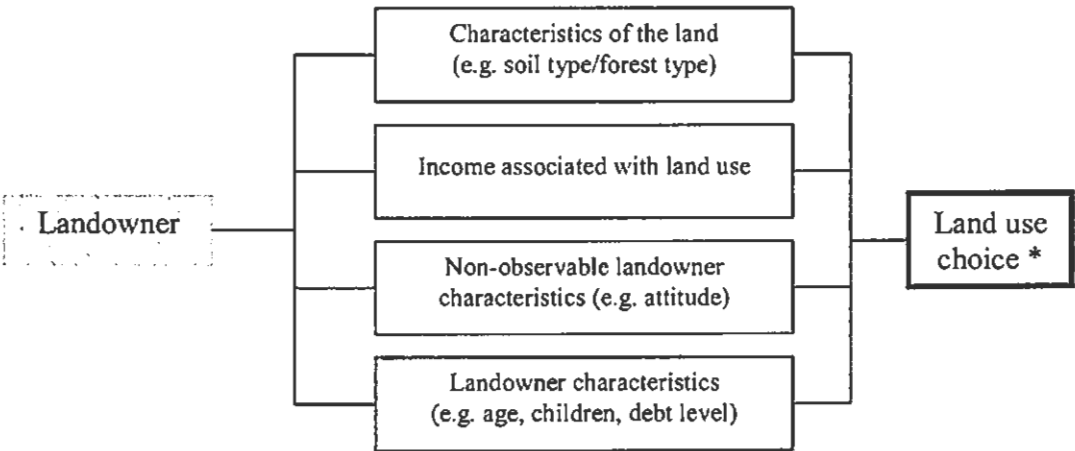 Characteristics of the land
(e.g. soil type/forest type)
Income associated with land use
Landowner
Non-observable landowner
characteristics (e.g. attitude)
Land use
choice *
Landowner characteristics
(e.g. age, children, debt level)